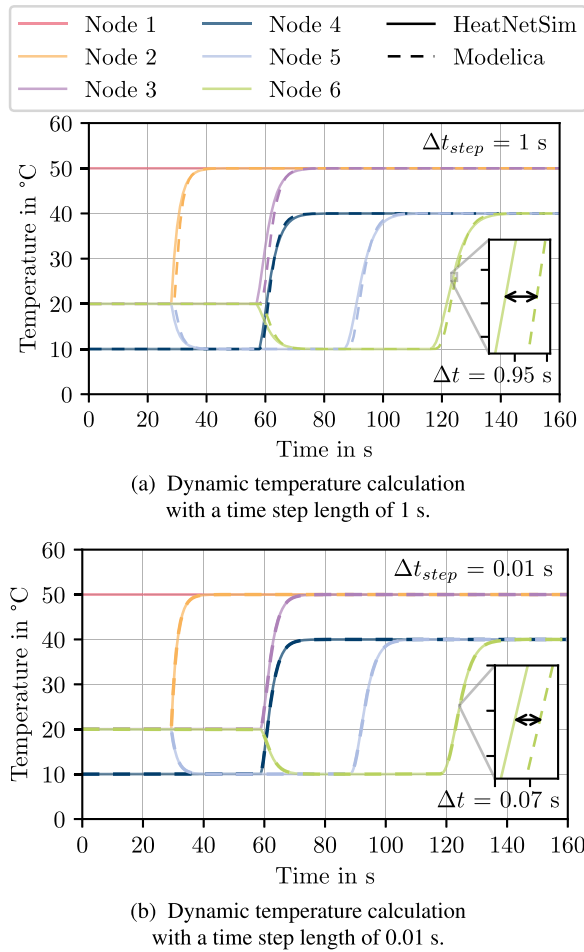 Node 1 Node 4 HeatNetSim
Node 2 Node 5 Modelica
Node 3 Node 6
60
50
40
30
20
10
0
Temperature in °C
Δt_step = 1 s
Δt = 0.95 s
0 20 40 60 80 100 120 140 160
Time in s
(a) Dynamic temperature calculation
with a time step length of 1 s.
60
50
40
30
20
10
0
Temperature in °C
Δt_step = 0.01 s
Δt = 0.07 s
0 20 40 60 80 100 120 140 160
Time in s
(b) Dynamic temperature calculation
with a time step length of 0.01 s.